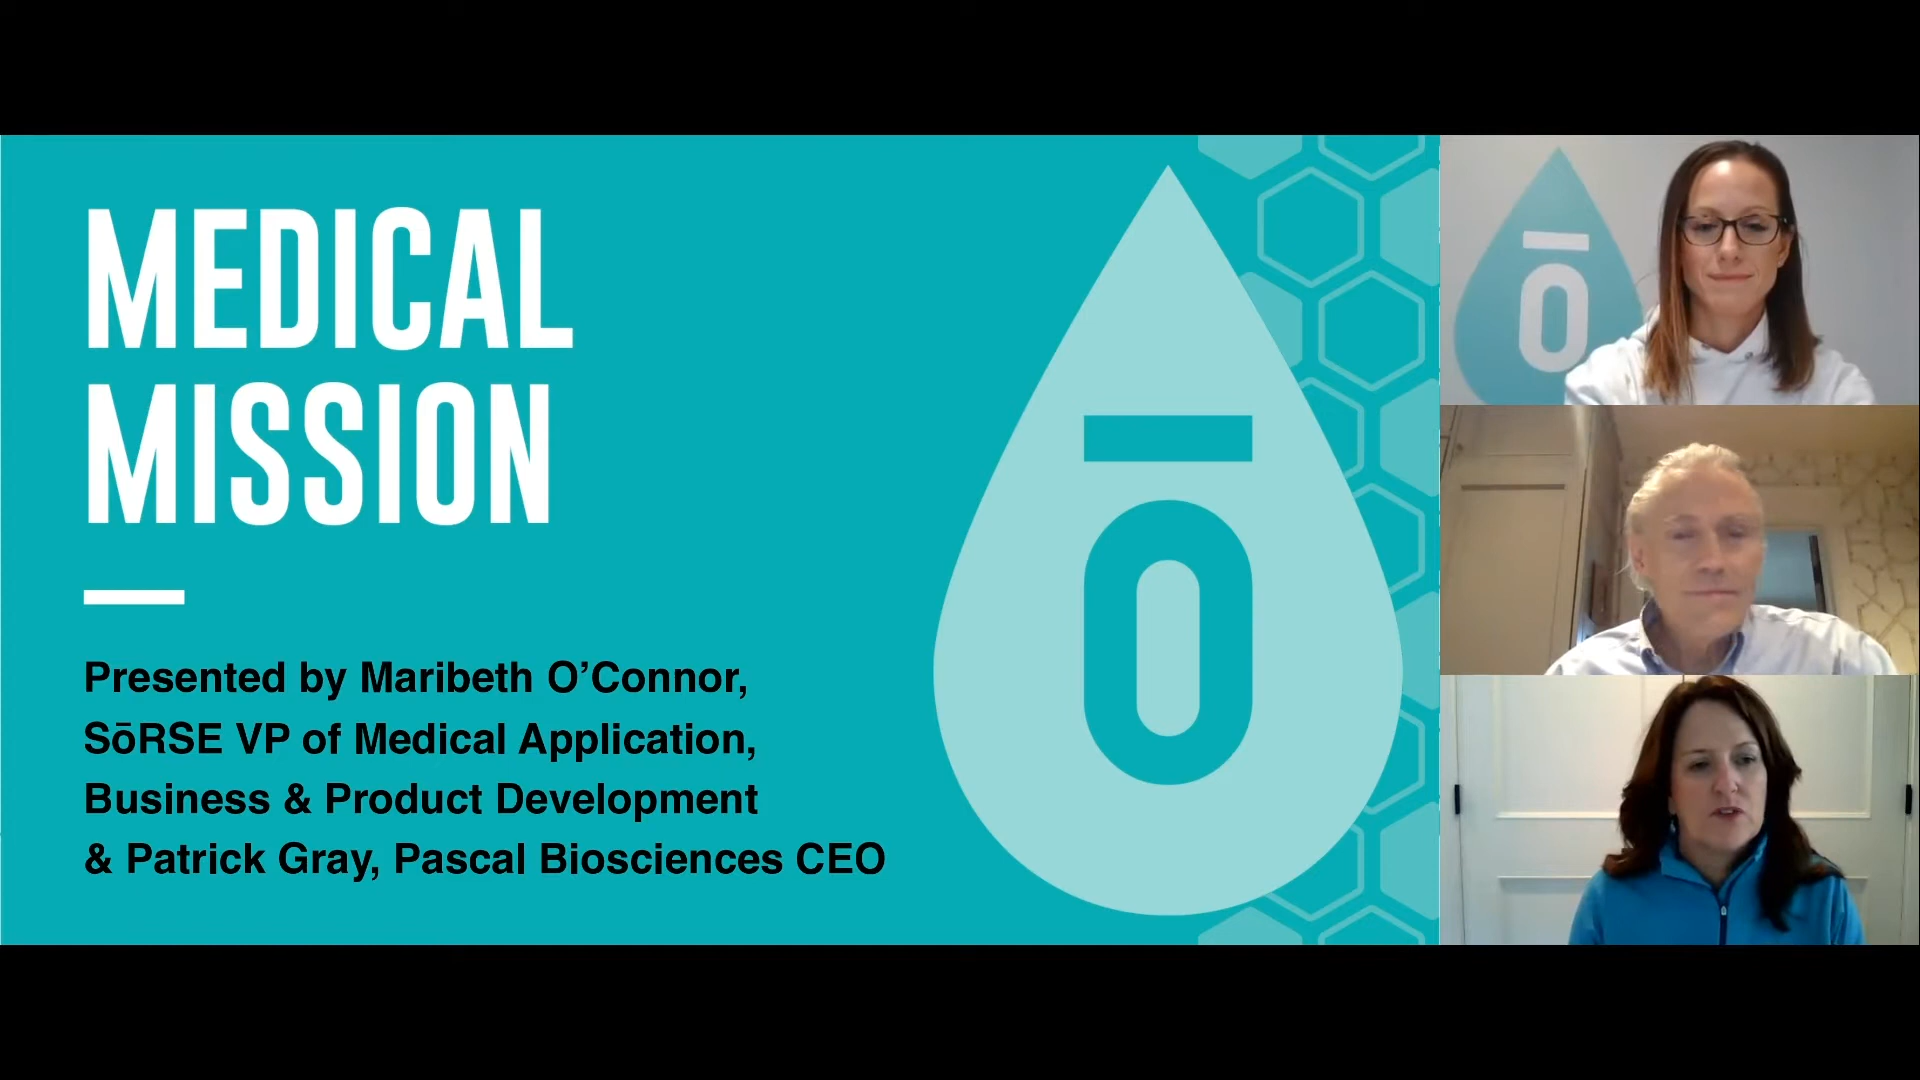 MEDICAL
MISSION
Presented by Maribeth O’Connor,
SōRSE VP of Medical Application,
Business & Product Development
& Patrick Gray, Pascal Biosciences CEO
ō
ō